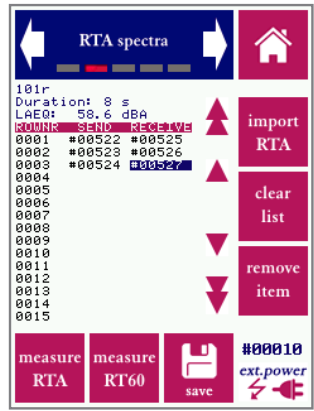 RTA spectra
101r
Duration: 8 s
LAEQ: 58.6 dBA
ROWNR SEND RECEIVE
0001 #00522 #00525
0002 #00523 #00526
0003 #00524 #00527
0004
0005
0006
0007
0008
0009
0010
0011
0012
0013
0014
0015
import
RTA
clear
list
remove
item
measure
RTA
measure
RT60
save
#00010
ext.power